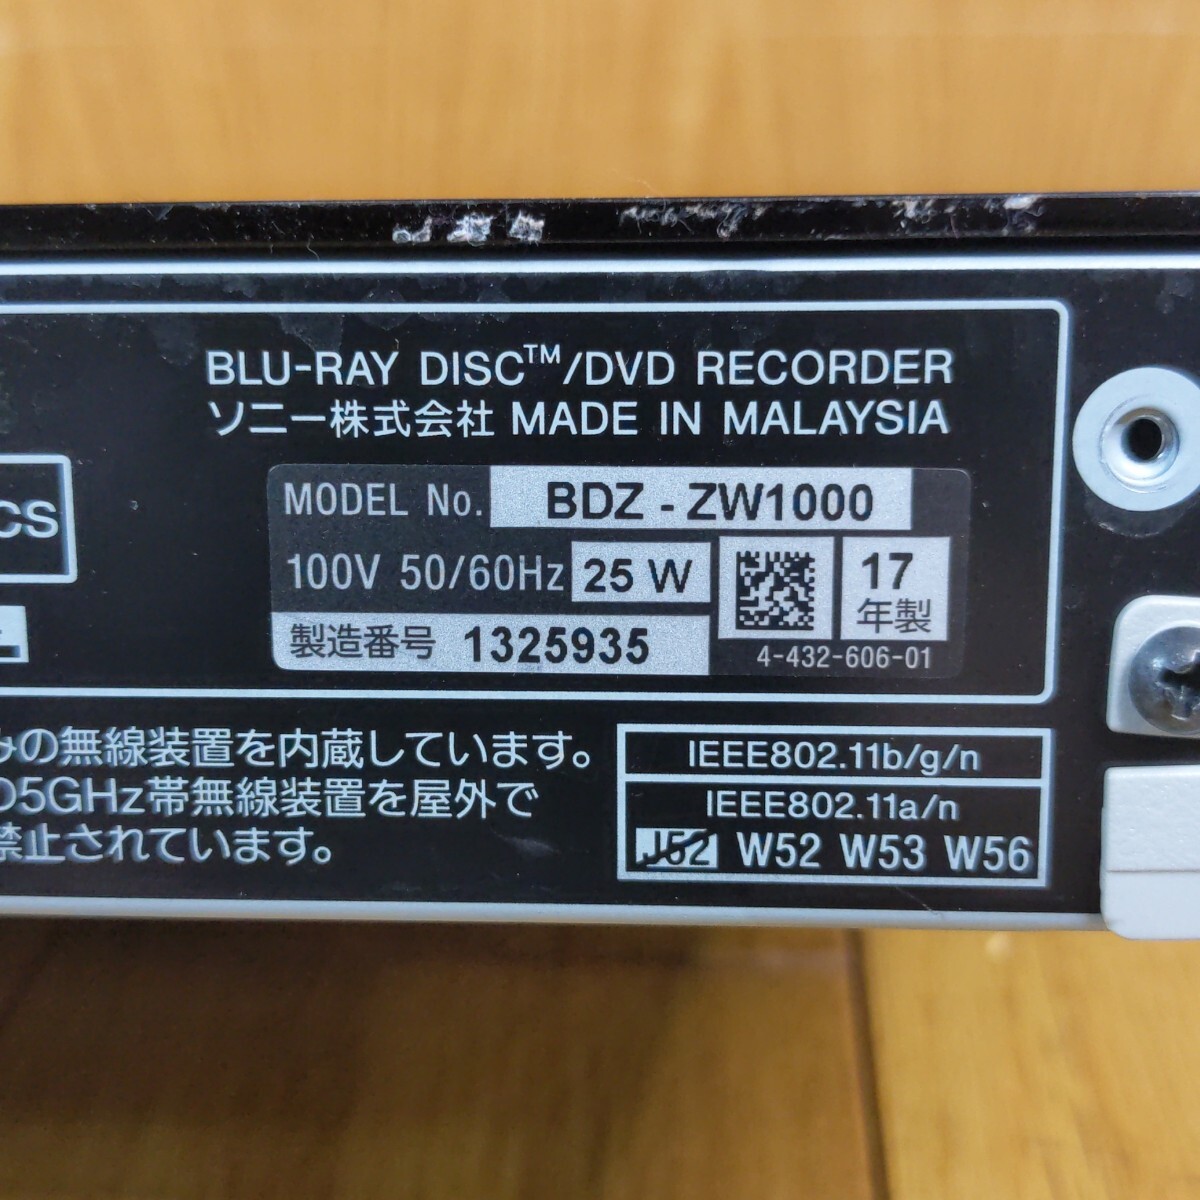 BLU-RAY DISC™/DVD RECORDER
ソニー株式会社 MADE IN MALAYSIA
CS
MODEL No. BDZ - ZW1000
100V 50/60Hz 25 W
17
年製
製造番号 1325935
4-432-606-01
みの無線装置を内蔵しています。
の5GHz帯無線装置を屋外で
禁止されています。
IEEE802.11b/g/n
IEEE802.11a/n
J52 W52 W53 W56